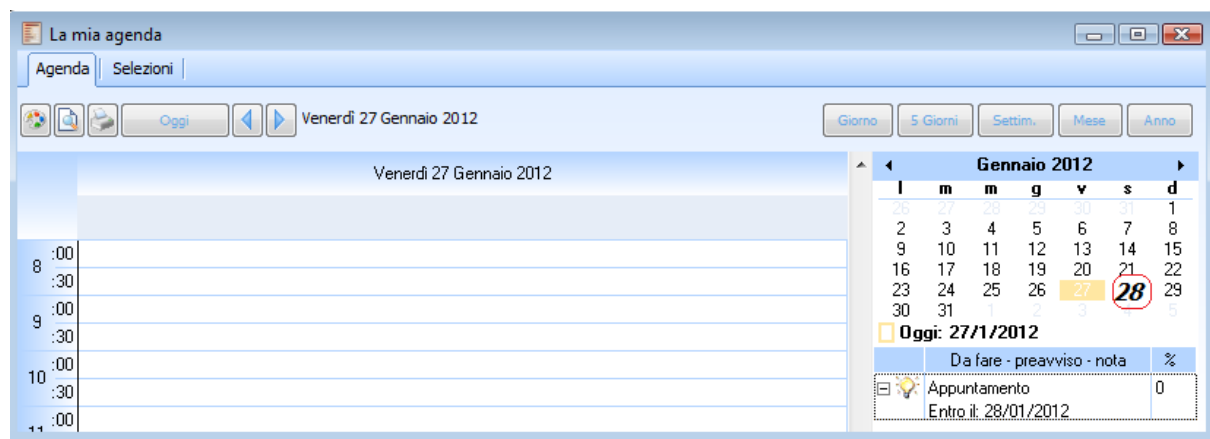 La mia agenda
Agenda Selezioni
Oggi Venerdì 27 Gennaio 2012 Giorno 5 Giorni Settim. Mese Anno
Venerdì 27 Gennaio 2012
8 :00
:30
9 :00
:30
10 :00
:30
11 :00
Gennaio 2012
l m m g v s d
26 27 28 29 30 31 1
2 3 4 5 6 7 8
9 10 11 12 13 14 15
16 17 18 19 20 21 22
23 24 25 26 27 28 29
30 31 1 2 3 4 5
Oggi: 27/1/2012
Da fare - preavviso - nota %
Appuntamento 0
Entro il: 28/01/2012